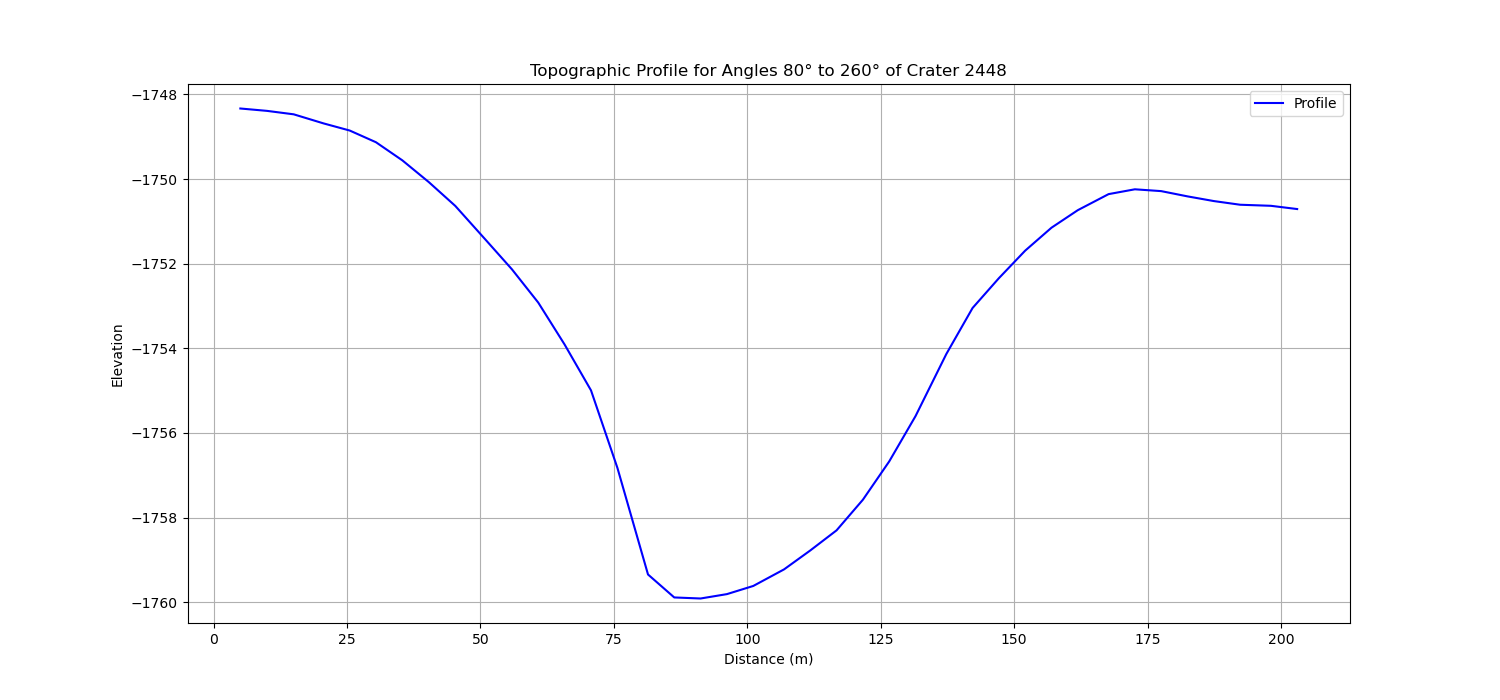 Topographic Profile for Angles 80° to 260° of Crater 2448
Profile
−1748
−1750
−1752
−1754
−1756
−1758
−1760
Elevation
0 25 50 75 100 125 150 175 200
Distance (m)